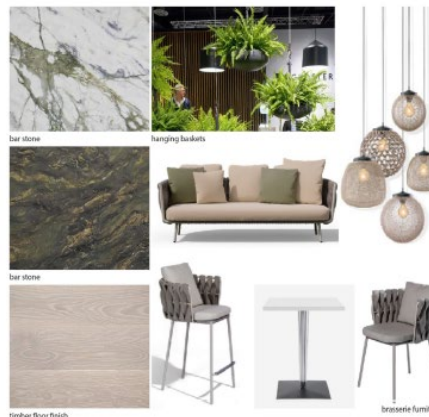 bar stone
hanging baskets
bar stone
timber floor finish
brasserie furni